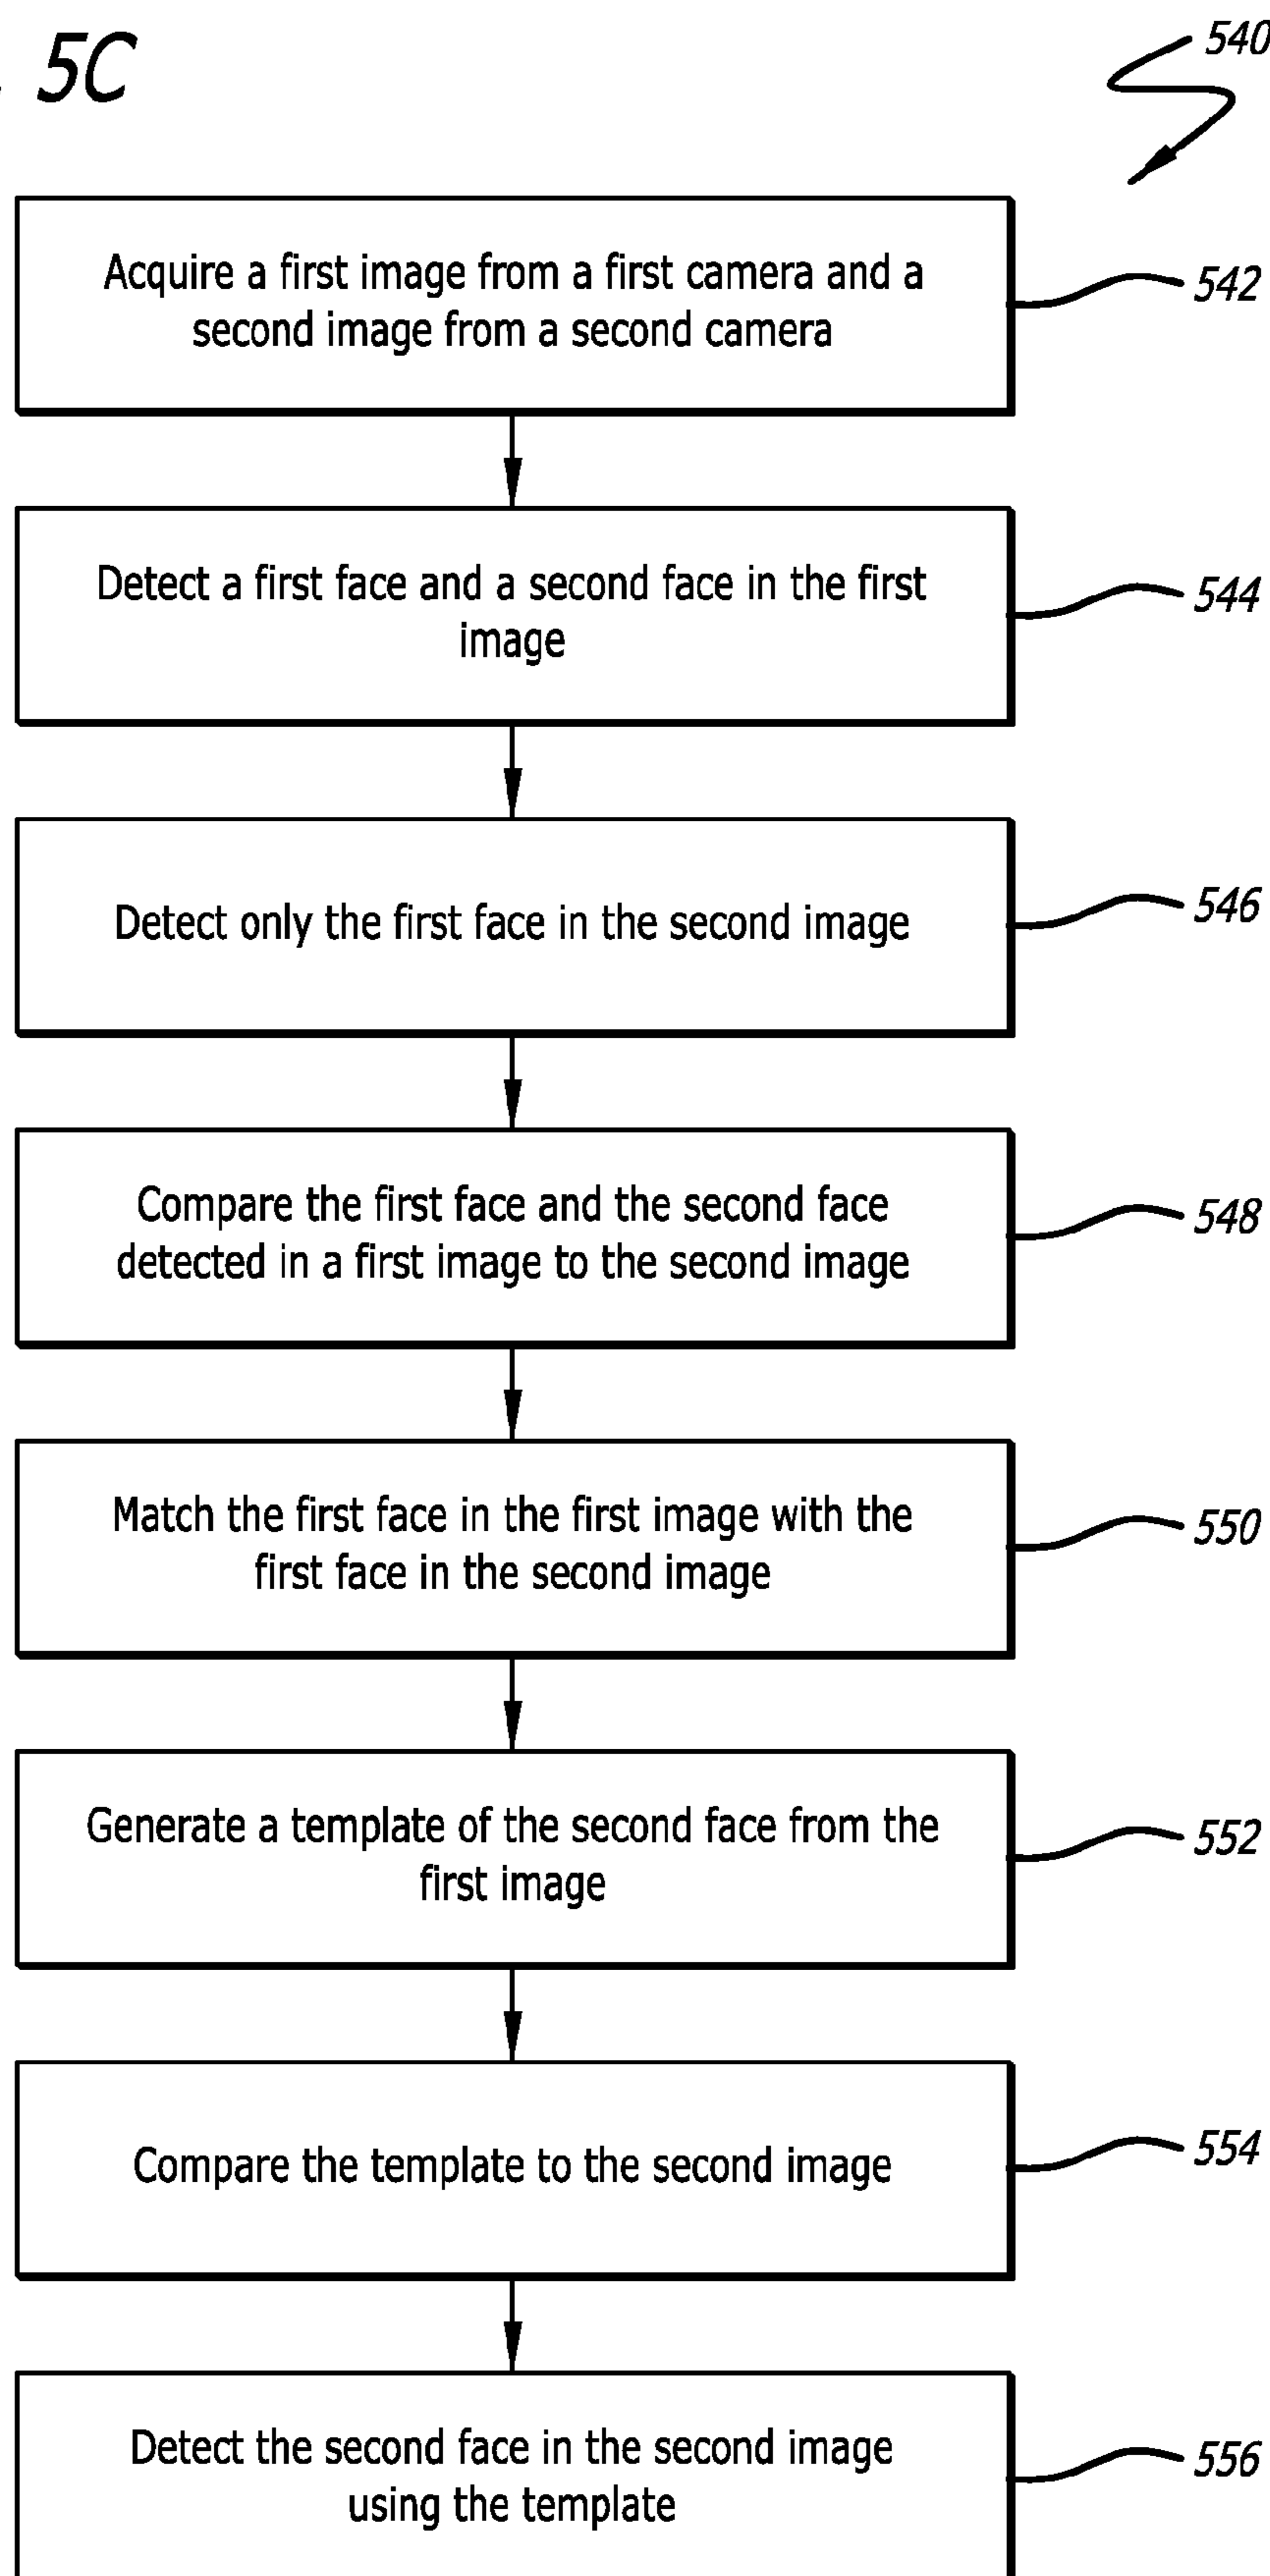 5C
540
Acquire a first image from a first camera and a
second image from a second camera
542
Detect a first face and a second face in the first
image
544
Detect only the first face in the second image
546
Compare the first face and the second face
detected in a first image to the second image
548
Match the first face in the first image with the
first face in the second image
550
Generate a template of the second face from the
first image
552
Compare the template to the second image
554
Detect the second face in the second image
using the template
556